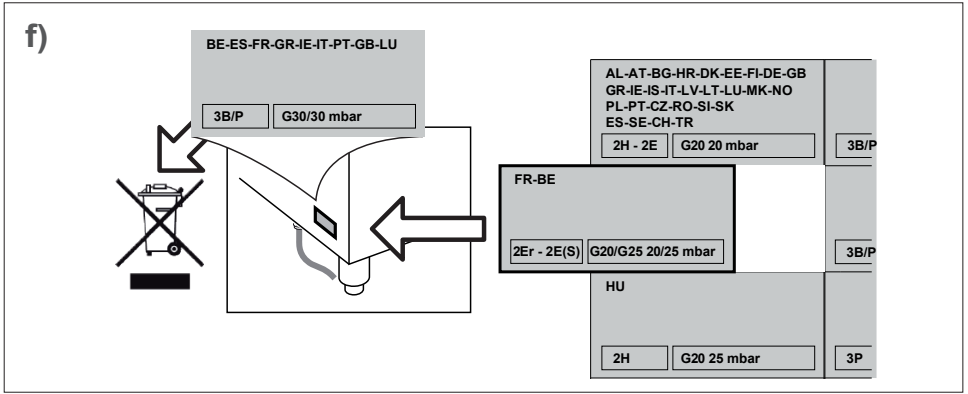 f)
BE-ES-FR-GR-IE-IT-PT-GB-LU
3B/P G30/30 mbar
AL-AT-BG-HR-DK-EE-FI-DE-GB
GR-IE-IS-IT-LV-LT-LU-MK-NO
PL-PT-CZ-RO-SI-SK
ES-SE-CH-TR
2H - 2E G20 20 mbar 3B/P
FR-BE
2Er - 2E(S) G20/G25 20/25 mbar 3B/P
HU
2H G20 25 mbar 3P